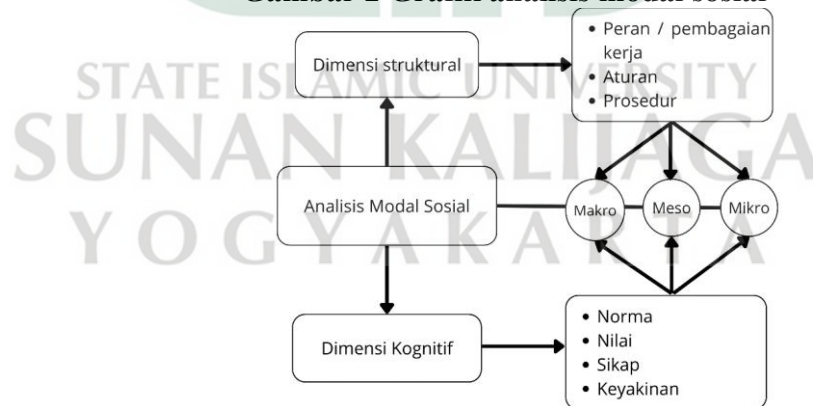 Gambar 1 Grafik analisis modal sosial
Dimensi struktural
• Peran / pembagaian
kerja
• Aturan
• Prosedur
STATE ISLAMIC UNIVERSITY
SUNAN KALIJAGA
YOGYAKARTA
Analisis Modal Sosial
Makro
Meso
Mikro
Dimensi Kognitif
• Norma
• Nilai
• Sikap
• Keyakinan